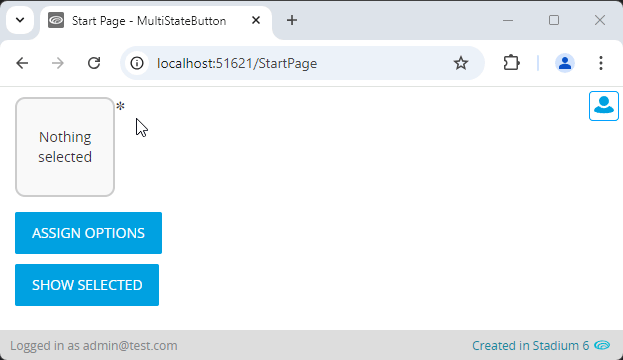 Start Page - MultiStateButton
localhost:51621/StartPage
Nothing
selected
*
ASSIGN OPTIONS
SHOW SELECTED
Logged in as admin@test.com
Created in Stadium 6